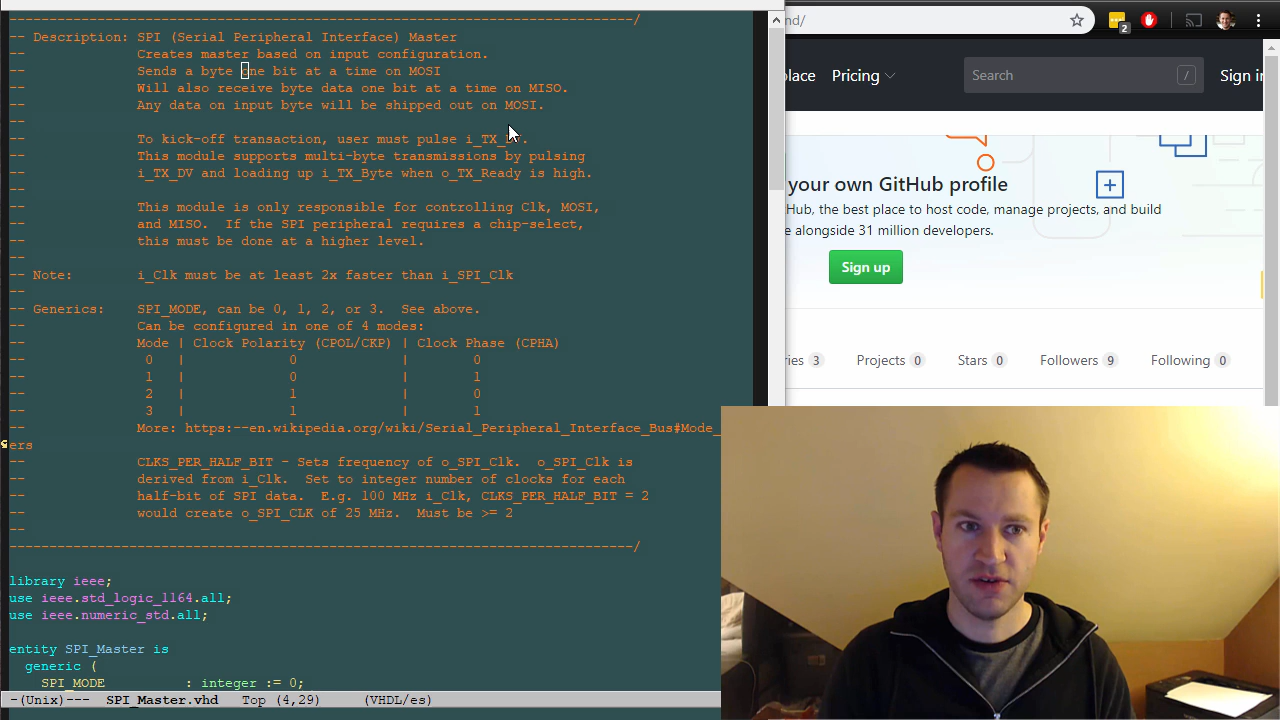 --------------------------------------------------------------------------------/
-- Description: SPI (Serial Peripheral Interface) Master
--              Creates master based on input configuration.
--              Sends a byte one bit at a time on MOSI
--              Will also receive byte data one bit at a time on MISO.
--              Any data on input byte will be shipped out on MOSI.
--
--              To kick-off transaction, user must pulse i_TX_DV.
--              This module supports multi-byte transmissions by pulsing
--              i_TX_DV and loading up i_TX_Byte when o_TX_Ready is high.
--
--              This module is only responsible for controlling Clk, MOSI,
--              and MISO.  If the SPI peripheral requires a chip-select,
--              this must be done at a higher level.
--
-- Note:        i_Clk must be at least 2x faster than i_SPI_Clk
--
-- Generics:    SPI_MODE, can be 0, 1, 2, or 3.  See above.
--              Can be configured in one of 4 modes:
--              Mode | Clock Polarity (CPOL/CKP) | Clock Phase (CPHA)
--               0   |             0             |        0
--               1   |             0             |        1
--               2   |             1             |        0
--               3   |             1             |        1
--              More: https:--en.wikipedia.org/wiki/Serial_Peripheral_Interface_Bus#Mode_
ers
--              CLKS_PER_HALF_BIT - Sets frequency of o_SPI_Clk.  o_SPI_Clk is
--              derived from i_Clk.  Set to integer number of clocks for each
--              half-bit of SPI data.  E.g. 100 MHz i_Clk, CLKS_PER_HALF_BIT = 2
--              would create o_SPI_CLK of 25 MHz.  Must be >= 2
--
--------------------------------------------------------------------------------/
library ieee;
use ieee.std_logic_1164.all;
use ieee.numeric_std.all;
entity SPI_Master is
  generic (
    SPI_MODE          : integer := 0;
-(Unix)---  SPI_Master.vhd   Top (4,29)     (VHDL/es)
nd/
2
place Pricing Search / Sign in
your own GitHub profile
Hub, the best place to host code, manage projects, and build
e alongside 31 million developers.
Sign up
ries 3 Projects 0 Stars 0 Followers 9 Following 0